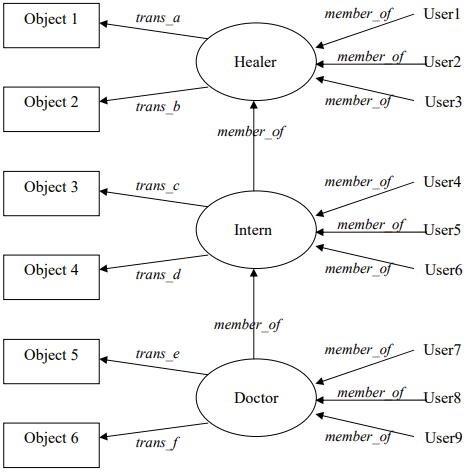 Object 1
trans_a
member_of
User1
Healer
member_of
User2
Object 2
trans_b
member_of
User3
member_of
Object 3
trans_c
member_of
User4
Intern
member_of
User5
Object 4
trans_d
member_of
User6
member_of
Object 5
trans_e
member_of
User7
Doctor
member_of
User8
Object 6
trans_f
member_of
User9